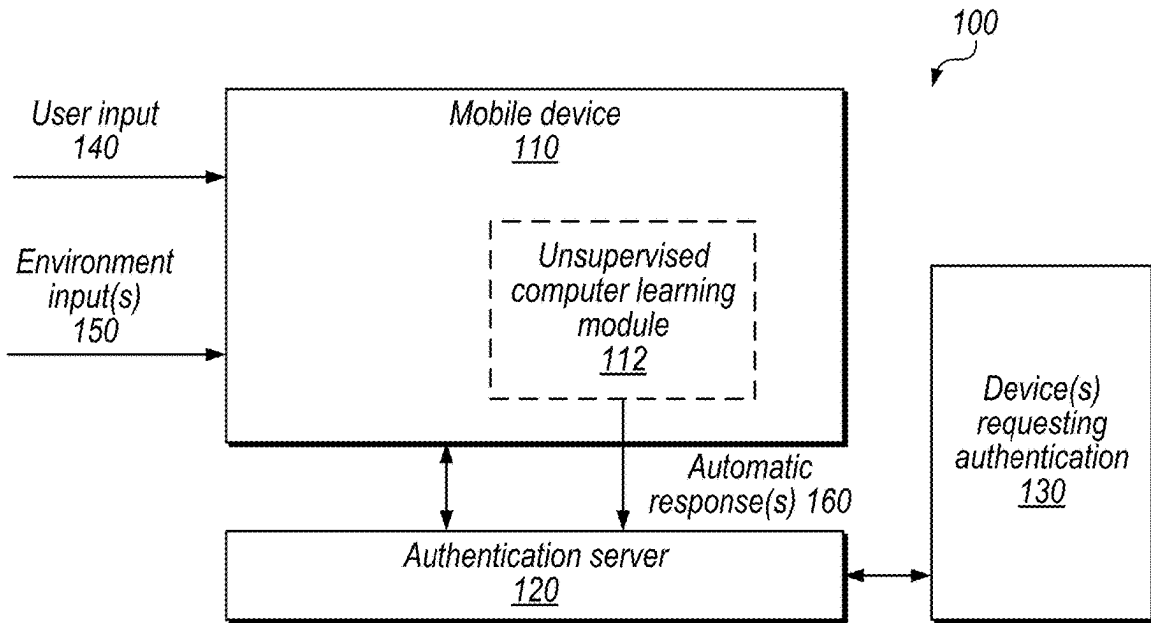 100
User input
140
Mobile device
110
Environment
input(s)
150
Unsupervised
computer learning
module
112
Device(s)
requesting
authentication
130
Automatic
response(s) 160
Authentication server
120